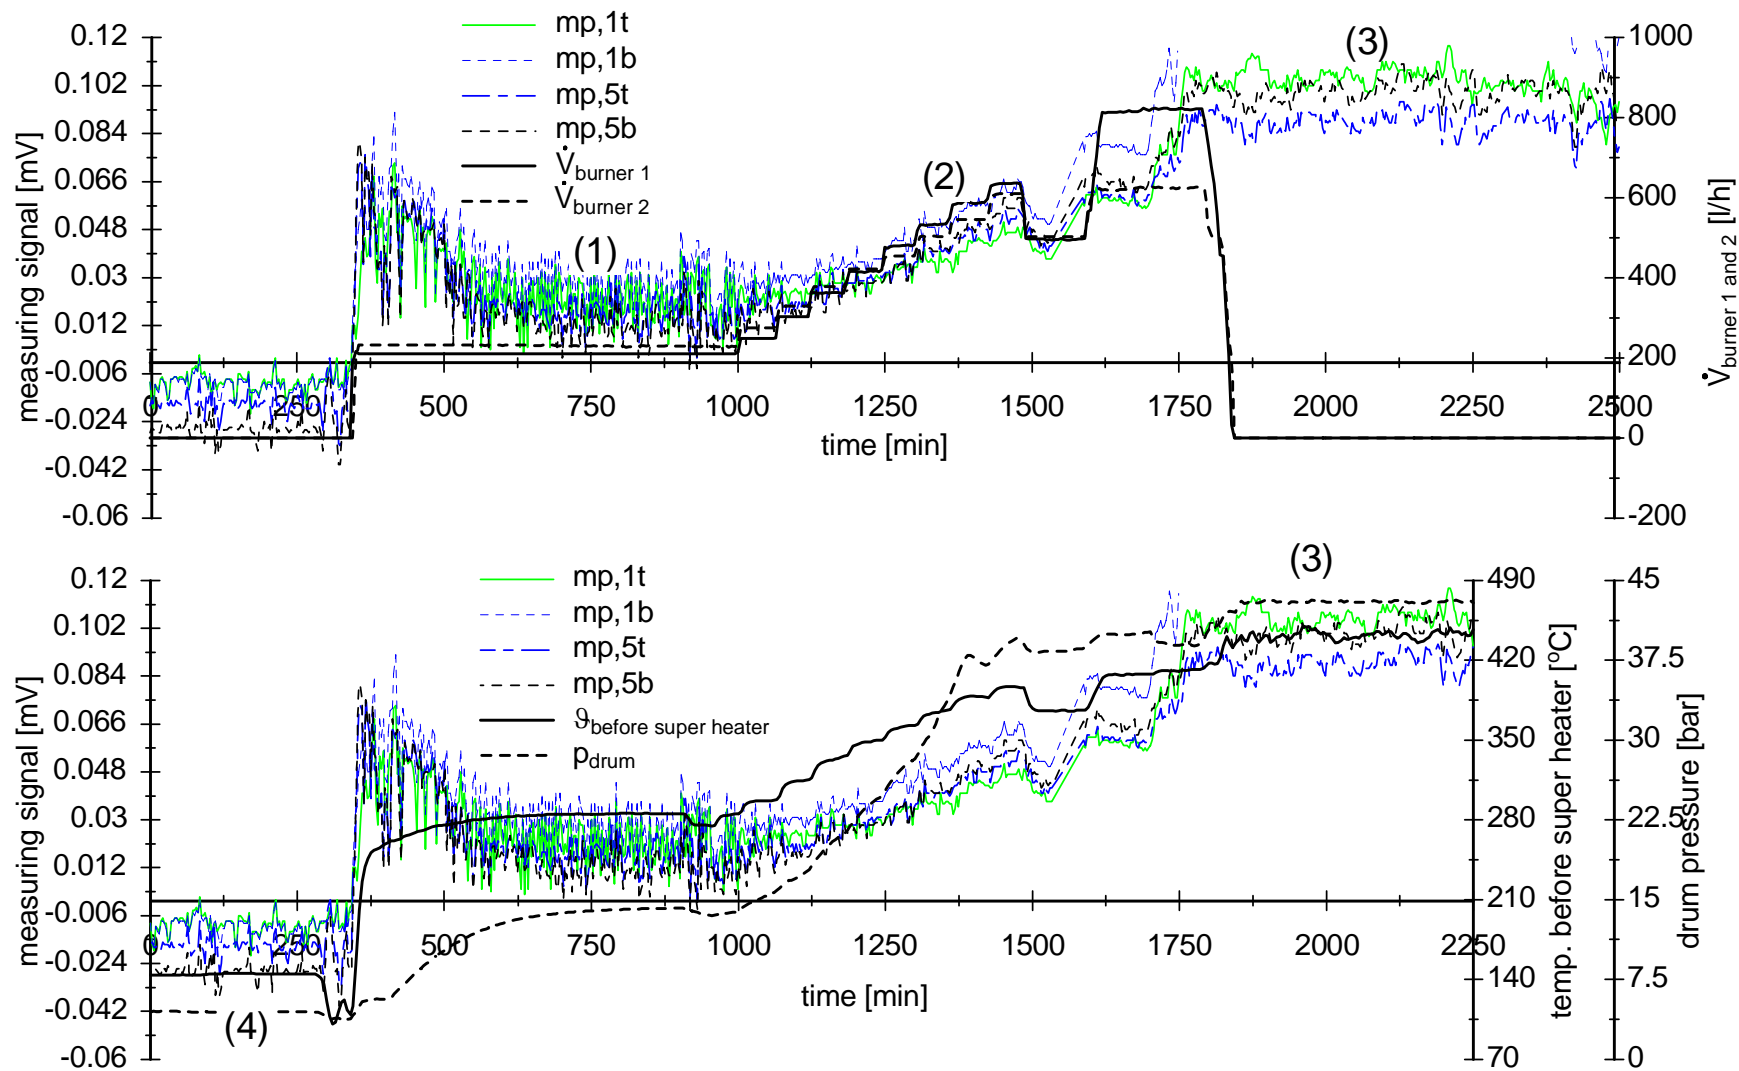 mp,1t
mp,1b
mp,5t
mp,5b
V̇burner 1
V̇burner 2
(1)
(2)
(3)
0.12
0.102
0.084
0.066
0.048
0.03
0.012
-0.006
-0.024
-0.042
-0.06
measuring signal [mV]
0 250 500 750 1000 1250 1500 1750 2000 2250 2500
time [min]
1000
800
600
400
200
0
-200
V̇burner 1 and 2 [l/h]
mp,1t
mp,1b
mp,5t
mp,5b
ϑbefore super heater
pdrum
(3)
(4)
0.12
0.102
0.084
0.066
0.048
0.03
0.012
-0.006
-0.024
-0.042
-0.06
measuring signal [mV]
0 250 500 750 1000 1250 1500 1750 2000 2250
time [min]
490
420
350
280
210
140
70
temp. before super heater [°C]
45
37.5
30
22.5
15
7.5
0
drum pressure [bar]